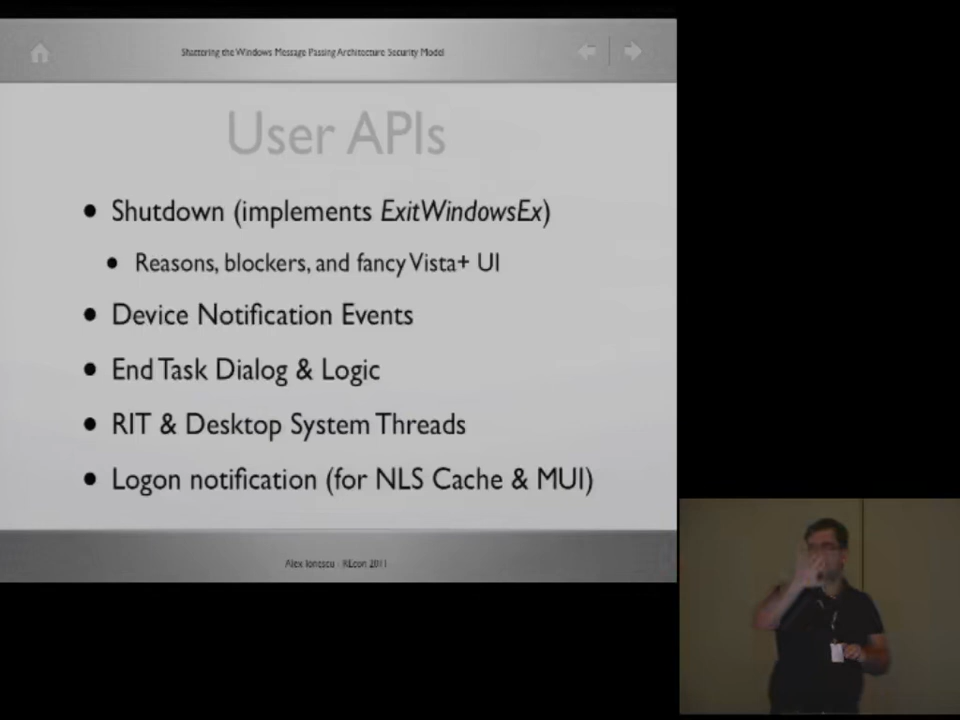 Shattering the Windows Message Passing Architecture Security Model
User APIs
• Shutdown (implements ExitWindowsEx)
• Reasons, blockers, and fancy Vista+ UI
• Device Notification Events
• End Task Dialog & Logic
• RIT & Desktop System Threads
• Logon notification (for NLS Cache & MUI)
Alex Ionescu - REcon 2011